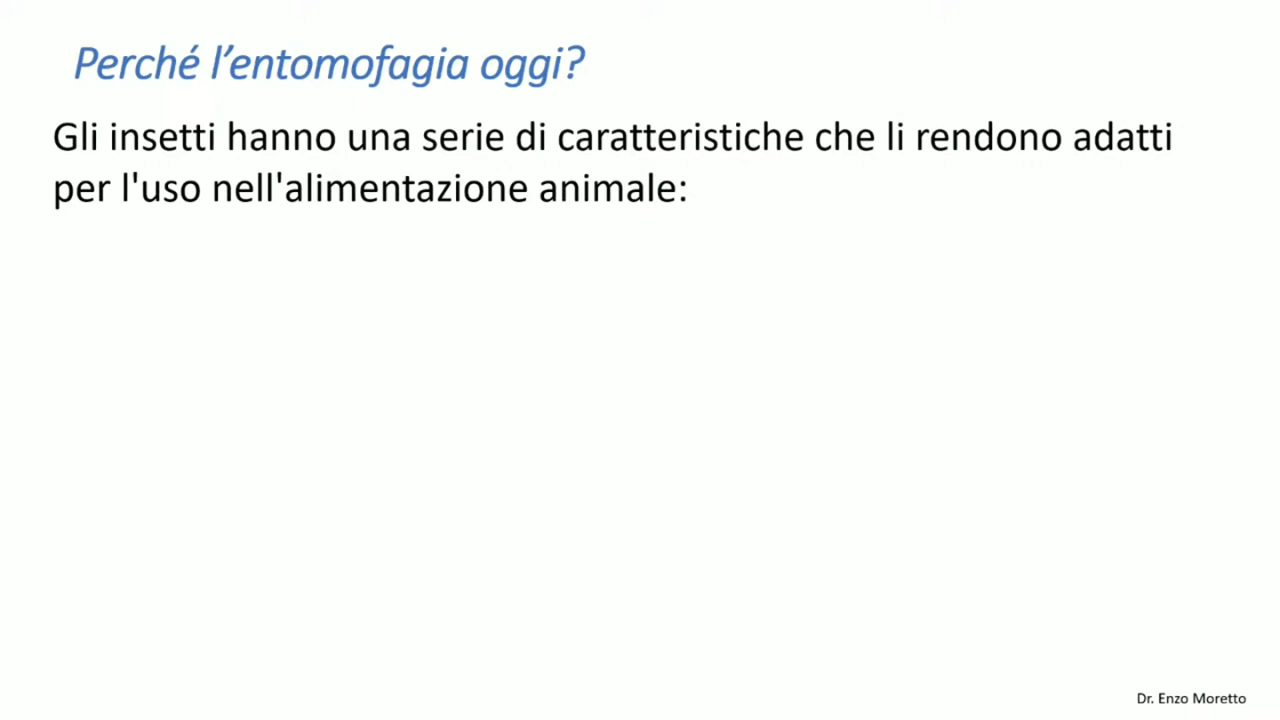 Perché l’entomofagia oggi?
Gli insetti hanno una serie di caratteristiche che li rendono adatti
per l'uso nell'alimentazione animale:
Dr. Enzo Moretto